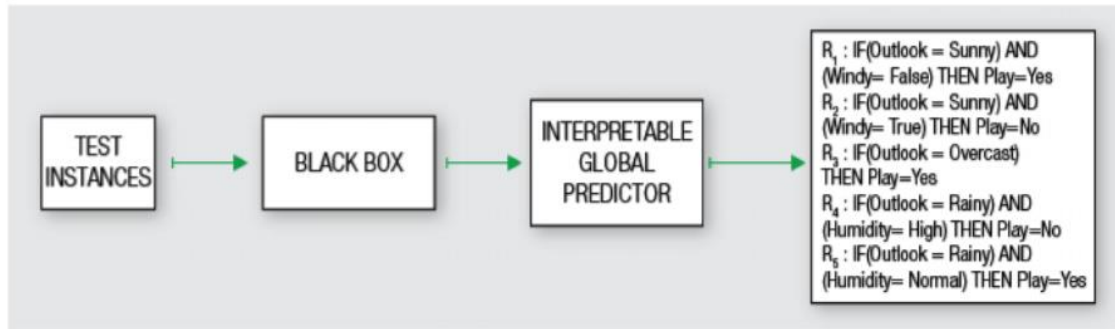 TEST
INSTANCES
BLACK BOX
INTERPRETABLE
GLOBAL
PREDICTOR
R₁ : IF(Outlook = Sunny) AND
(Windy= False) THEN Play=Yes
R₂ : IF(Outlook = Sunny) AND
(Windy= True) THEN Play=No
R₃ : IF(Outlook = Overcast)
THEN Play=Yes
R₄ : IF(Outlook = Rainy) AND
(Humidity= High) THEN Play=No
R₅ : IF(Outlook = Rainy) AND
(Humidity= Normal) THEN Play=Yes